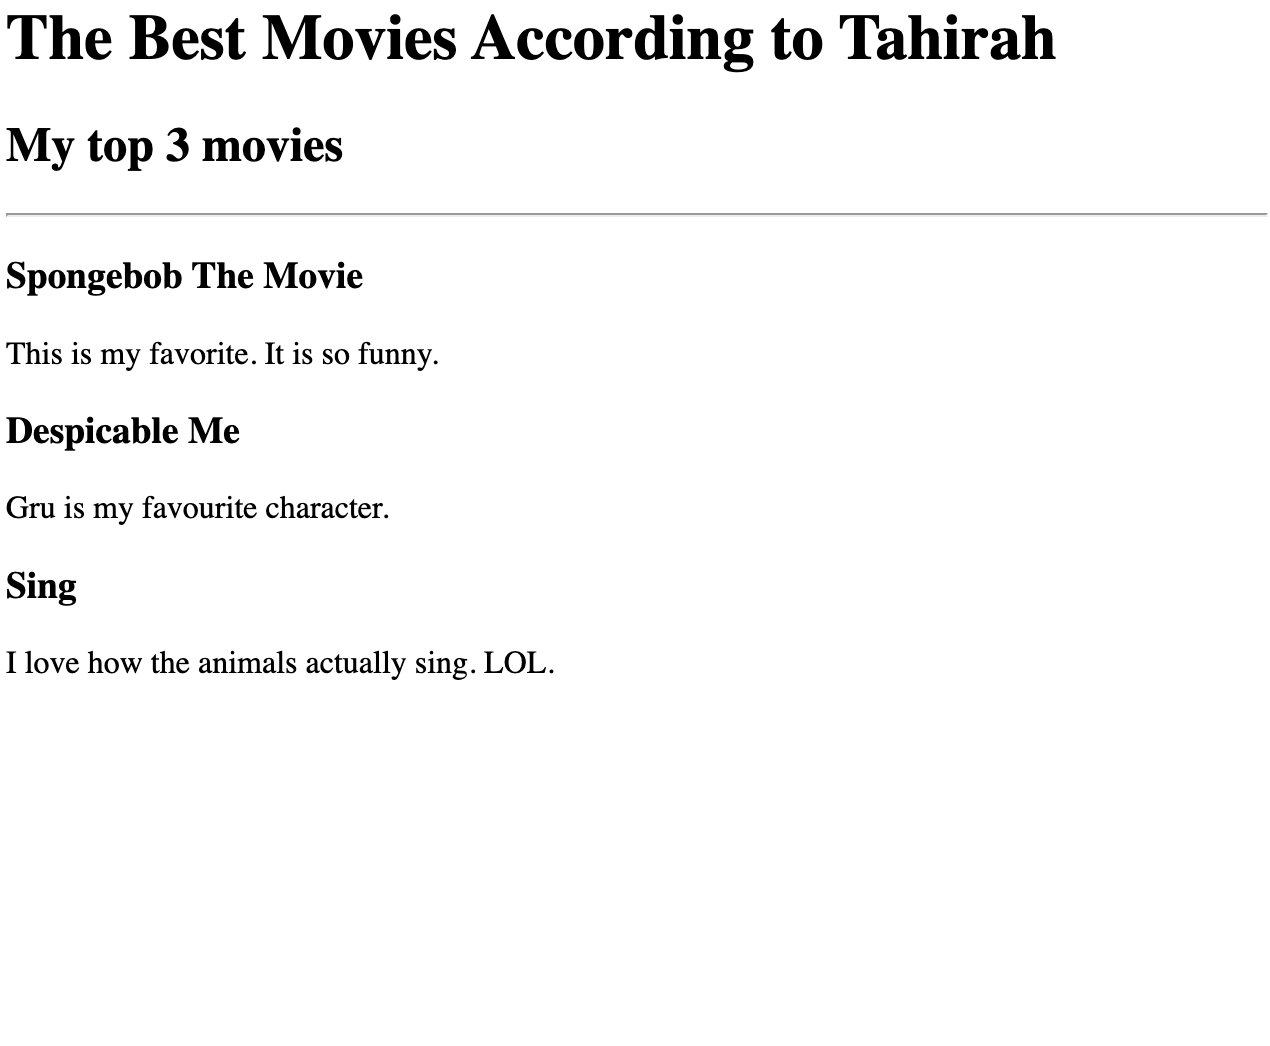 The Best Movies According to Tahirah
My top 3 movies
Spongebob The Movie
This is my favorite. It is so funny.
Despicable Me
Gru is my favourite character.
Sing
I love how the animals actually sing. LOL.